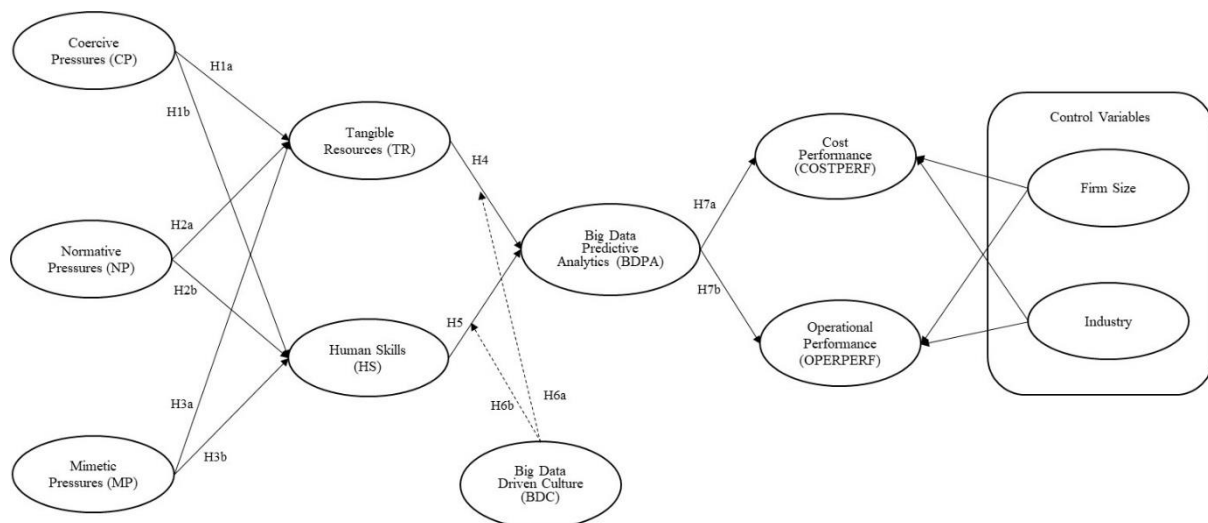 Coercive
Pressures (CP)
H1a
H1b
Tangible
Resources (TR)
H4
Cost
Performance
(COSTPERF)
Control Variables
Firm Size
H2a
Normative
Pressures (NP)
H2b
Big Data
Predictive
Analytics (BDPA)
H7a
H7b
H5
Human Skills
(HS)
Operational
Performance
(OPERPERF)
Industry
H3a
H3b
H6b
H6a
Mimetic
Pressures (MP)
Big Data
Driven Culture
(BDC)